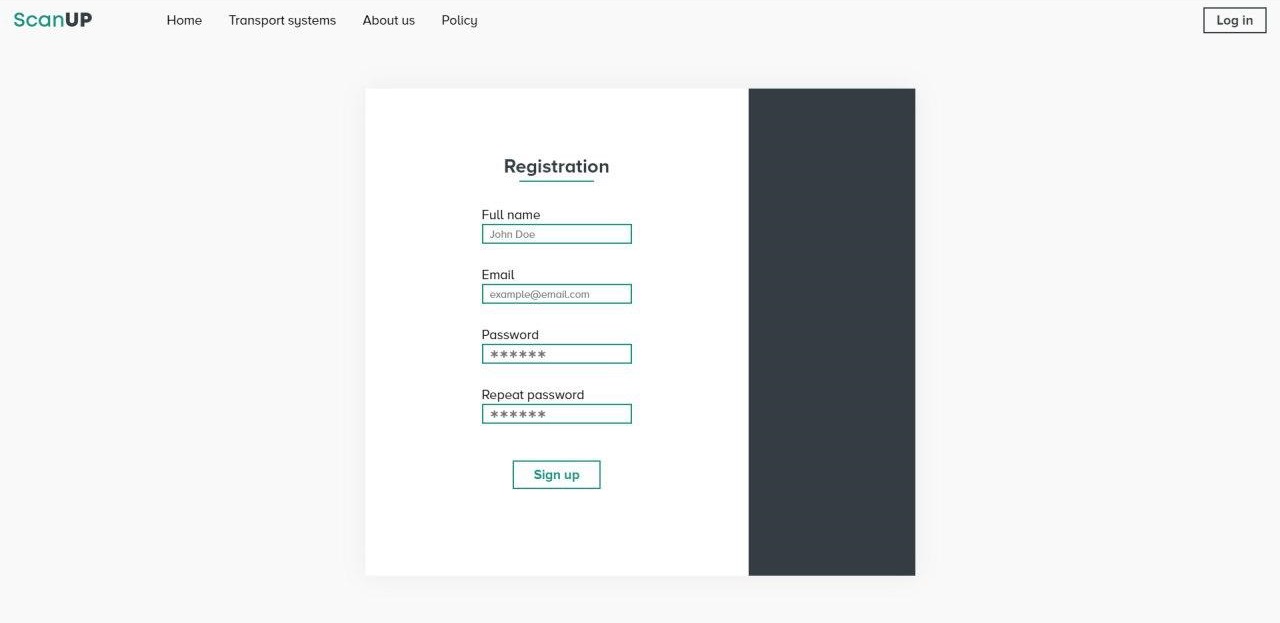 ScanUP Home Transport systems About us Policy Log in
Registration
Full name
John Doe
Email
example@email.com
Password
******
Repeat password
******
Sign up